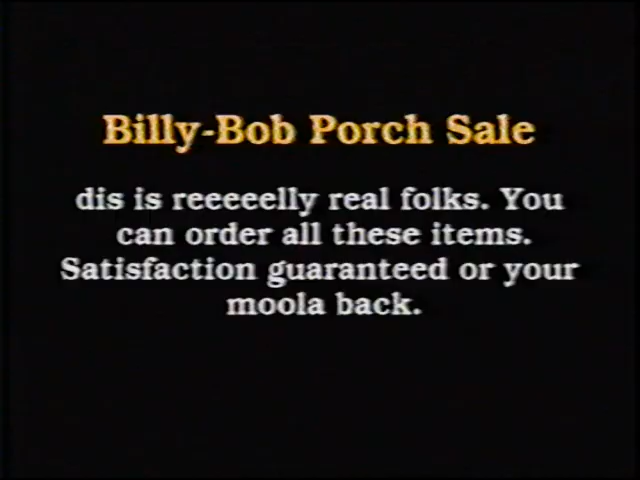 Billy-Bob Porch Sale
dis is reeeeelly real folks. You
can order all these items.
Satisfaction guaranteed or your
moola back.